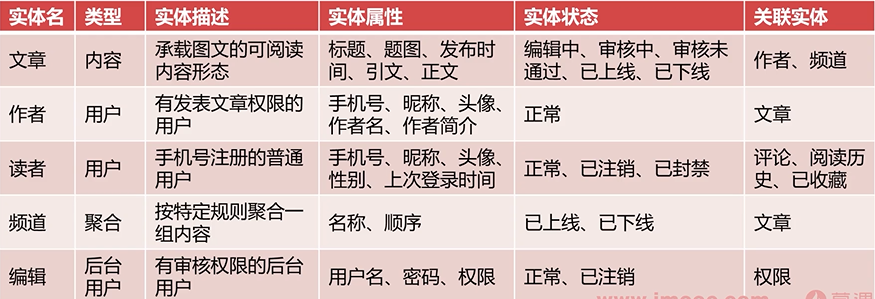 实体名 类型 实体描述 实体属性 实体状态 关联实体
文章 内容 承载图文的可阅读内容形态 标题、题图、发布时间、引文、正文 编辑中、审核中、审核未通过、已上线、已下线 作者、频道
作者 用户 有发表文章权限的用户 手机号、昵称、头像、作者名、作者简介 正常 文章
读者 用户 手机号注册的普通用户 手机号、昵称、头像、性别、上次登录时间 正常、已注销、已封禁 评论、阅读历史、已收藏
频道 聚合 按特定规则聚合一组内容 名称、顺序 已上线、已下线 文章
编辑 后台用户 有审核权限的后台用户 用户名、密码、权限 正常、已注销 权限